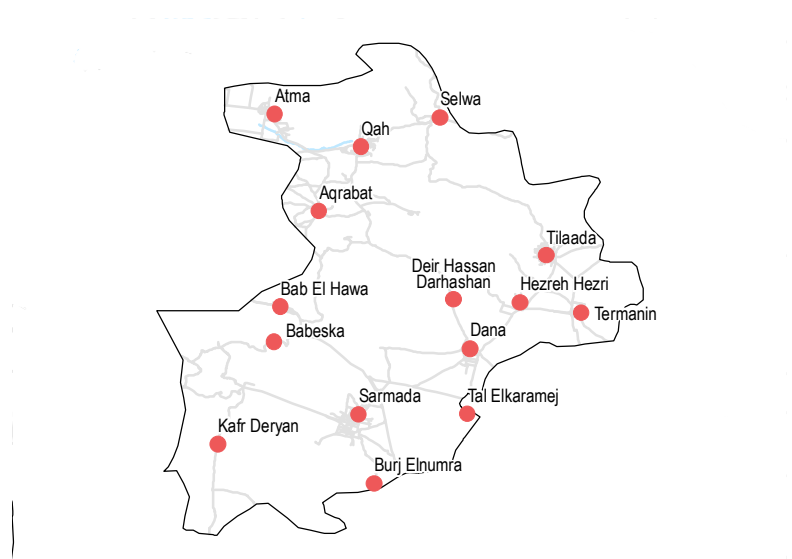 Atma
Selwa
Qah
Aqrabat
Tilaada
Deir Hassan
Darhashan
Hezreh Hezri
Bab El Hawa
Termanin
Babeska
Dana
Sarmada
Tal Elkaramej
Kafr Deryan
Burj Elnumra